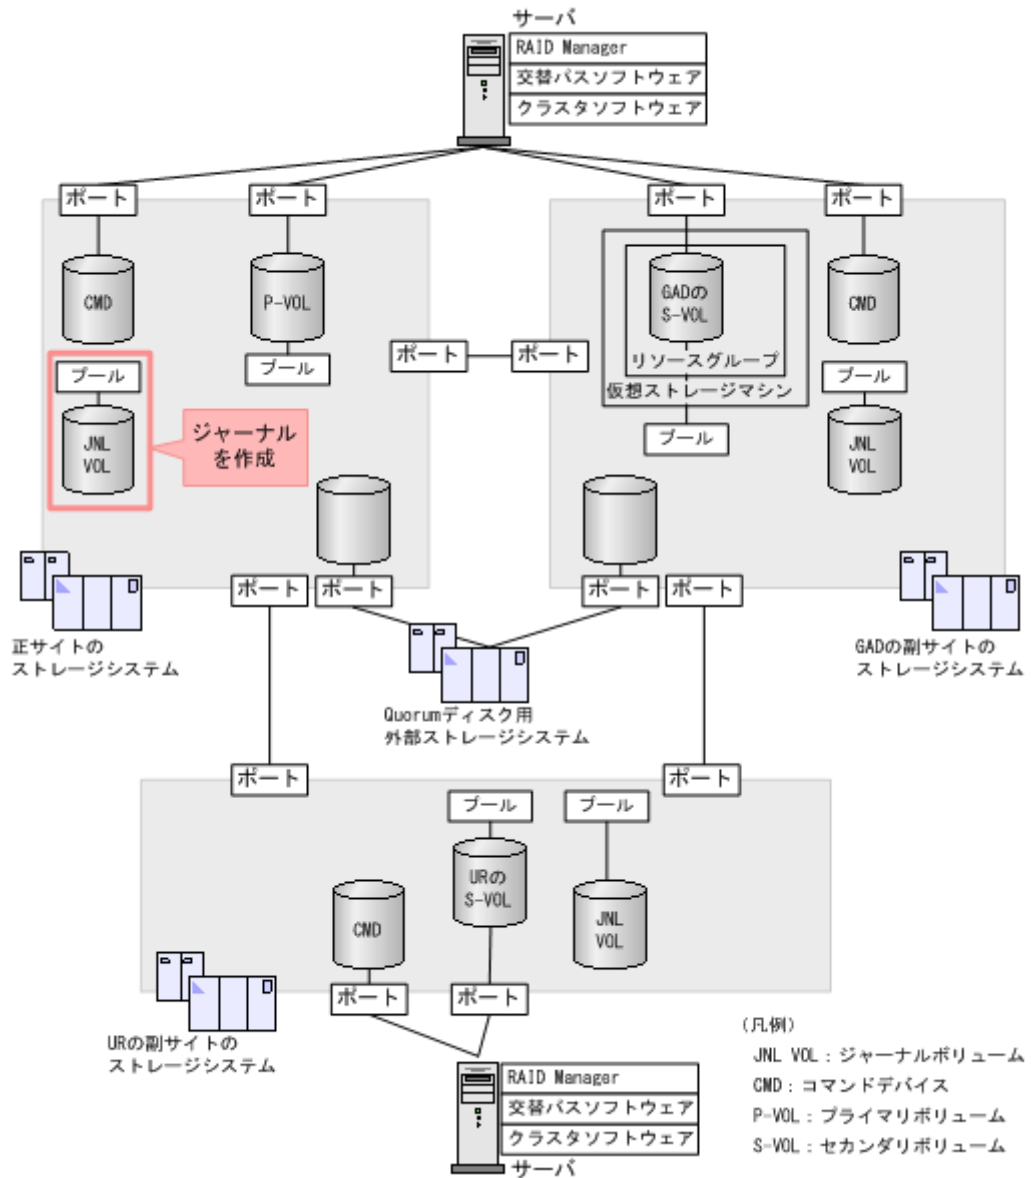 サーバ
RAID Manager
交替パスソフトウェア
クラスタソフトウェア
ポート
ポート
ポート
ポート
CMD
P-VOL
GADの
S-VOL
CMD
ポート
ポート
リソースグループ
仮想ストレージマシン
プール
プール
プール
プール
JNL
VOL
ジャーナル
を作成
JNL
VOL
ポート
ポート
ポート
ポート
正サイトの
ストレージシステム
GADの副サイトの
ストレージシステム
Quorumディスク用
外部ストレージシステム
ポート
ポート
プール
プール
URの
S-VOL
CMD
JNL
VOL
ポート
ポート
URの副サイトの
ストレージシステム
RAID Manager
交替パスソフトウェア
クラスタソフトウェア
サーバ
(凡例)
JNL VOL：ジャーナルボリューム
CMD：コマンドデバイス
P-VOL：プライマリボリューム
S-VOL：セカンダリボリューム